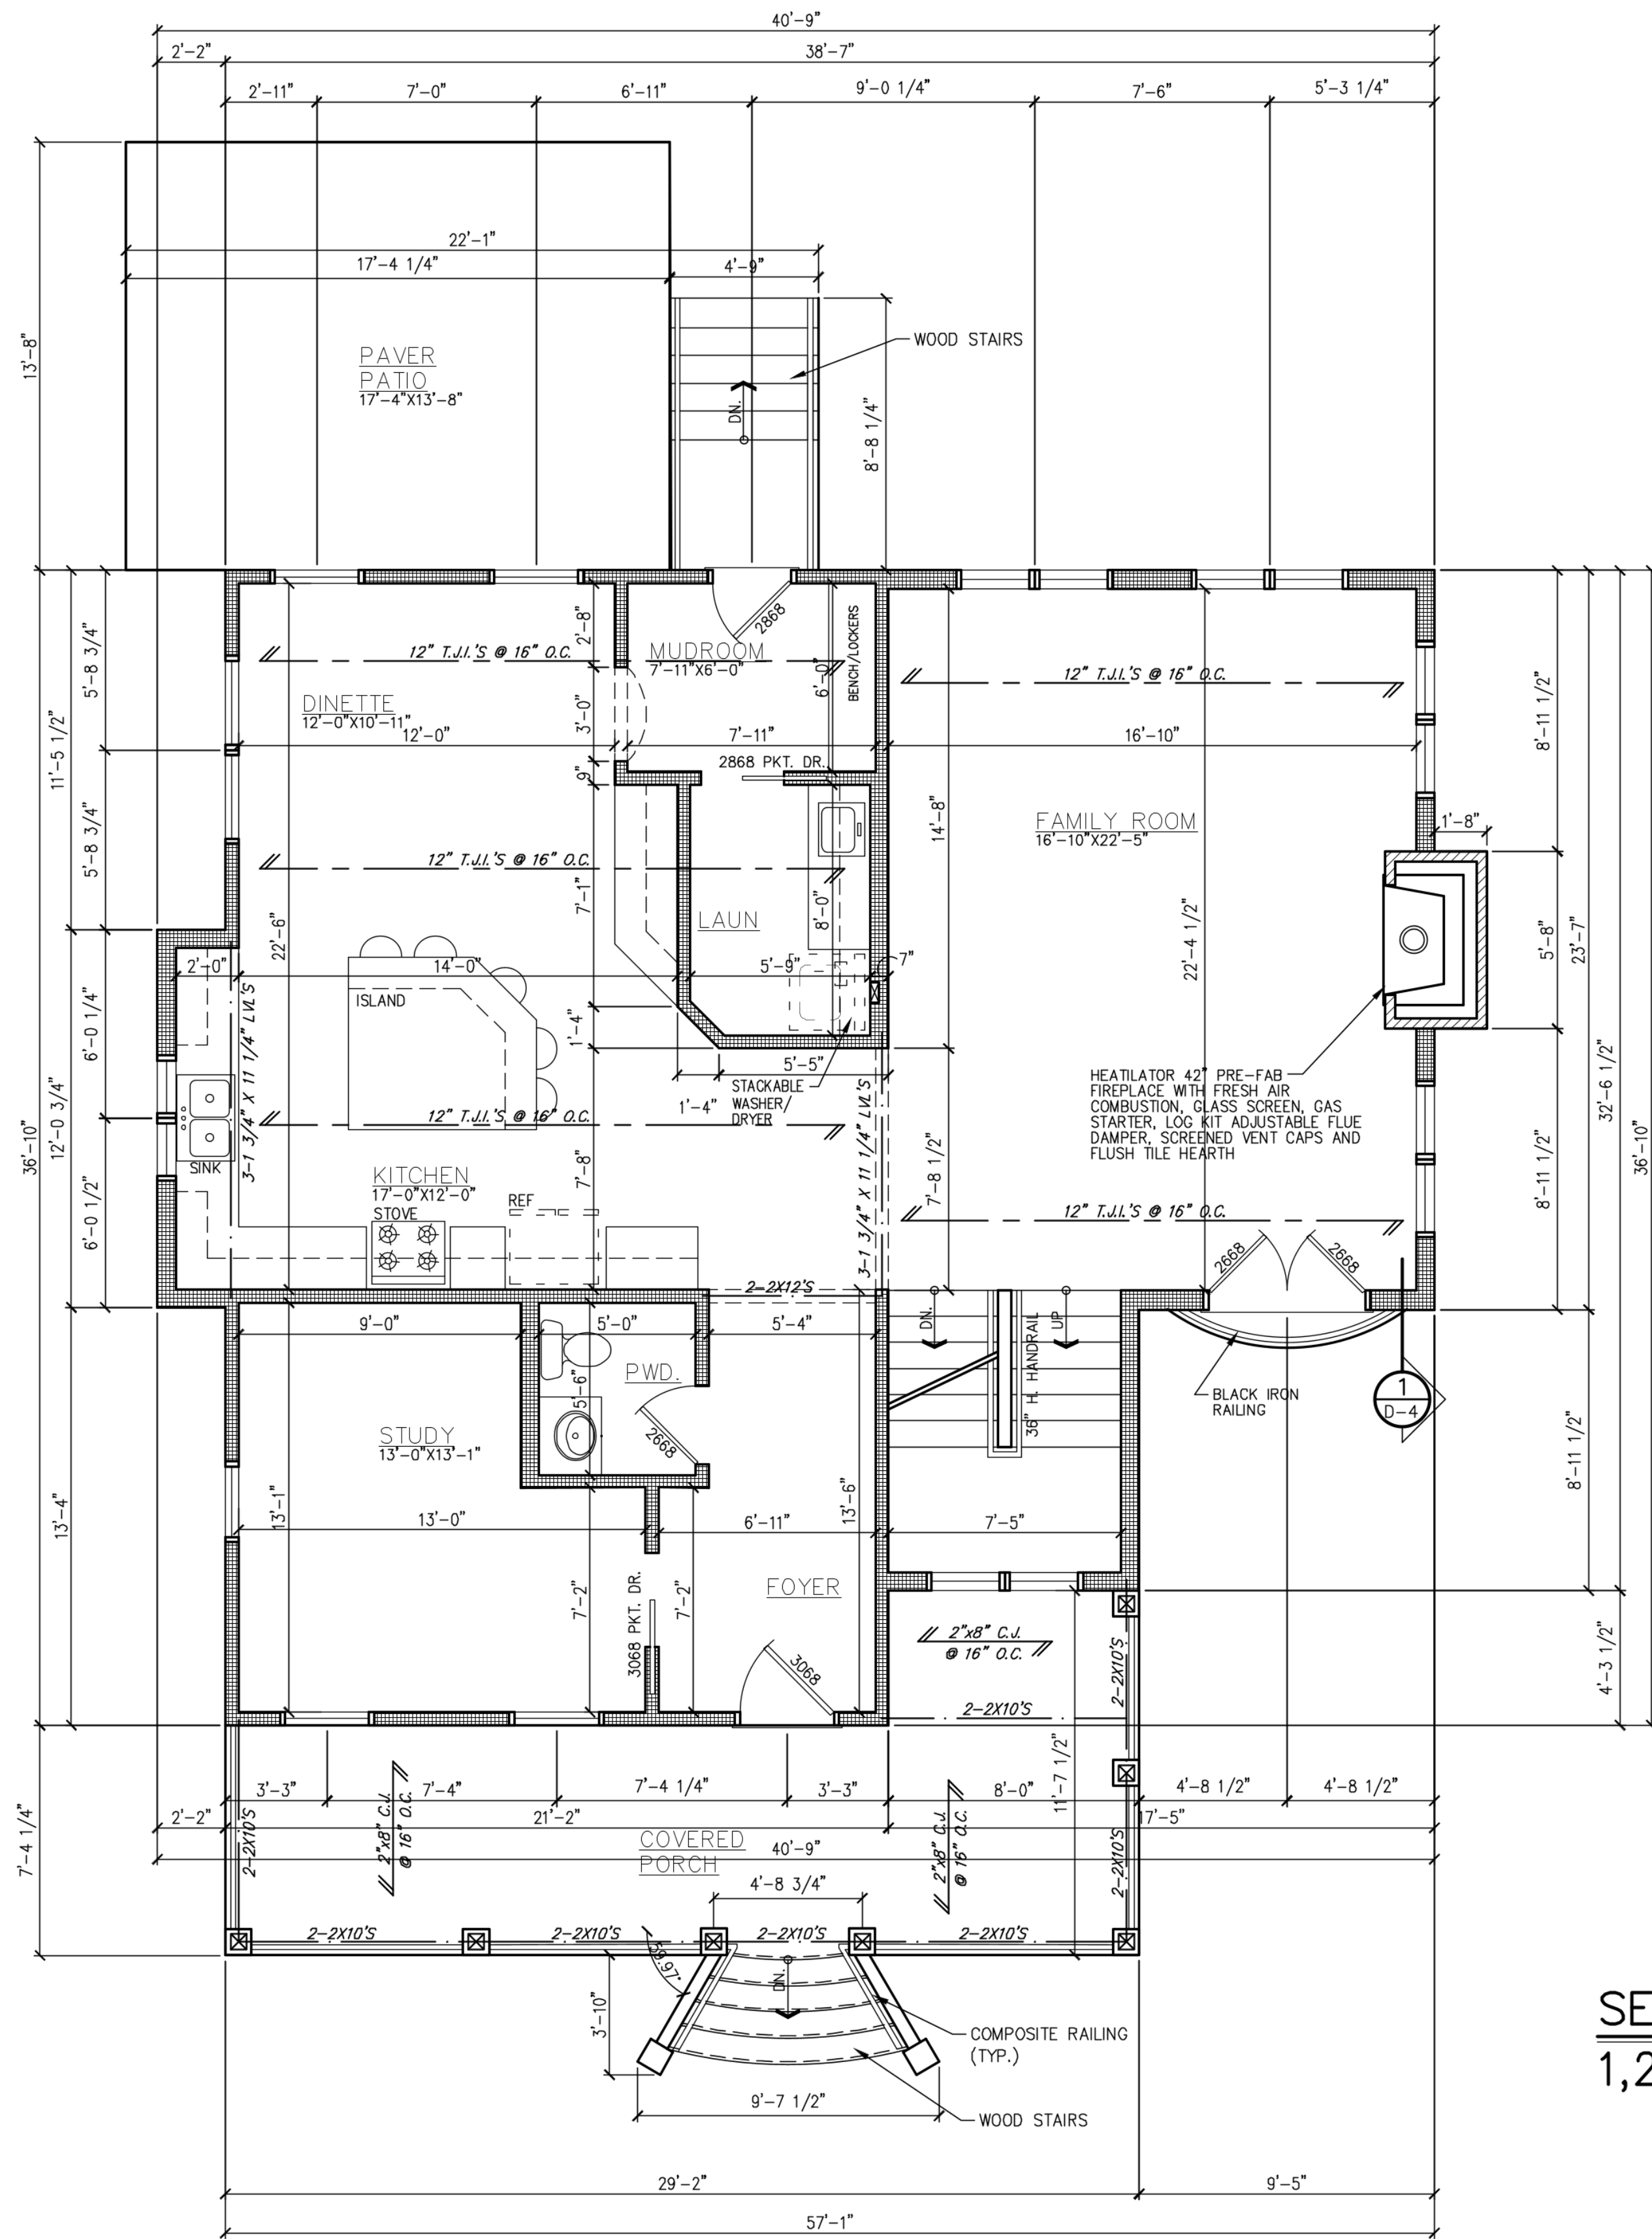 40'-9"
2'-2" 38'-7"
2'-11" 7'-0" 6'-11" 9'-0 1/4" 7'-6" 5'-3 1/4"
22'-1"
17'-4 1/4" 4'-9"
13'-8"
PAVER
PATIO
17'-4"X13'-8"
WOOD STAIRS
DN.
8'-8 1/4"
2'-8"
2868
MUDROOM
7'-11"X6'-0"
6'-0"
BENCH/LOCKERS
12" T.J.I.'S @ 16" O.C.
12" T.J.I.'S @ 16" O.C.
5'-8 3/4"
11'-5 1/2"
DINETTE
12'-0"X10'-11"
12'-0"
3'-0"
7'-11"
16'-10"
8'-11 1/2"
9"
2868 PKT. DR.
5'-8 3/4"
12" T.J.I.'S @ 16" O.C.
7'-1"
14'-8"
FAMILY ROOM
16'-10"X22'-5"
1'-8"
22'-6"
LAUN
8'-0"
22'-4 1/2"
5'-8"
23'-7"
2'-0"
14'-0"
5'-9"
7"
ISLAND
6'-0 1/4"
3-1 3/4" X 11 1/4" LVL'S
1'-4"
5'-5"
1'-4"
STACKABLE
WASHER/
DRYER
HEATILATOR 42" PRE-FAB
FIREPLACE WITH FRESH AIR
COMBUSTION, GLASS SCREEN, GAS
STARTER, LOG KIT ADJUSTABLE FLUE
DAMPER, SCREENED VENT CAPS AND
FLUSH TILE HEARTH
32'-6 1/2"
36'-10"
12'-0 3/4"
36'-10"
12" T.J.I.'S @ 16" O.C.
SINK
KITCHEN
17'-0"X12'-0"
STOVE
REF
7'-8"
3-1 3/4" X 11 1/4" LVL'S
7'-8 1/2"
6'-0 1/2"
8'-11 1/2"
12" T.J.I.'S @ 16" O.C.
2668
2668
2-2X12'S
9'-0"
5'-0"
5'-4"
DN.
36" H. HANDRAIL
UP
PWD.
5'-6"
2668
BLACK IRON
RAILING
1
D-4
STUDY
13'-0"X13'-1"
13'-1"
13'-4"
13'-6"
8'-11 1/2"
13'-0"
6'-11"
7'-5"
7'-2"
3068 PKT. DR.
7'-2"
FOYER
3068
2"x8" C.J.
@ 16" O.C.
2-2X10'S
2-2X10'S
4'-3 1/2"
11'-7 1/2"
3'-3" 7'-4" 7'-4 1/4" 3'-3" 8'-0" 4'-8 1/2" 4'-8 1/2"
2'-2" 21'-2" 17'-5"
7'-4 1/4"
2-2X10'S
2"x8" C.J.
@ 16" O.C.
2"x8" C.J.
@ 16" O.C.
2-2X10'S
COVERED
PORCH
40'-9"
4'-8 3/4"
2-2X10'S 2-2X10'S 2-2X10'S 2-2X10'S
59.97°
DN.
3'-10"
COMPOSITE RAILING
(TYP.)
9'-7 1/2"
WOOD STAIRS
SE
1,2
29'-2" 9'-5"
57'-1"